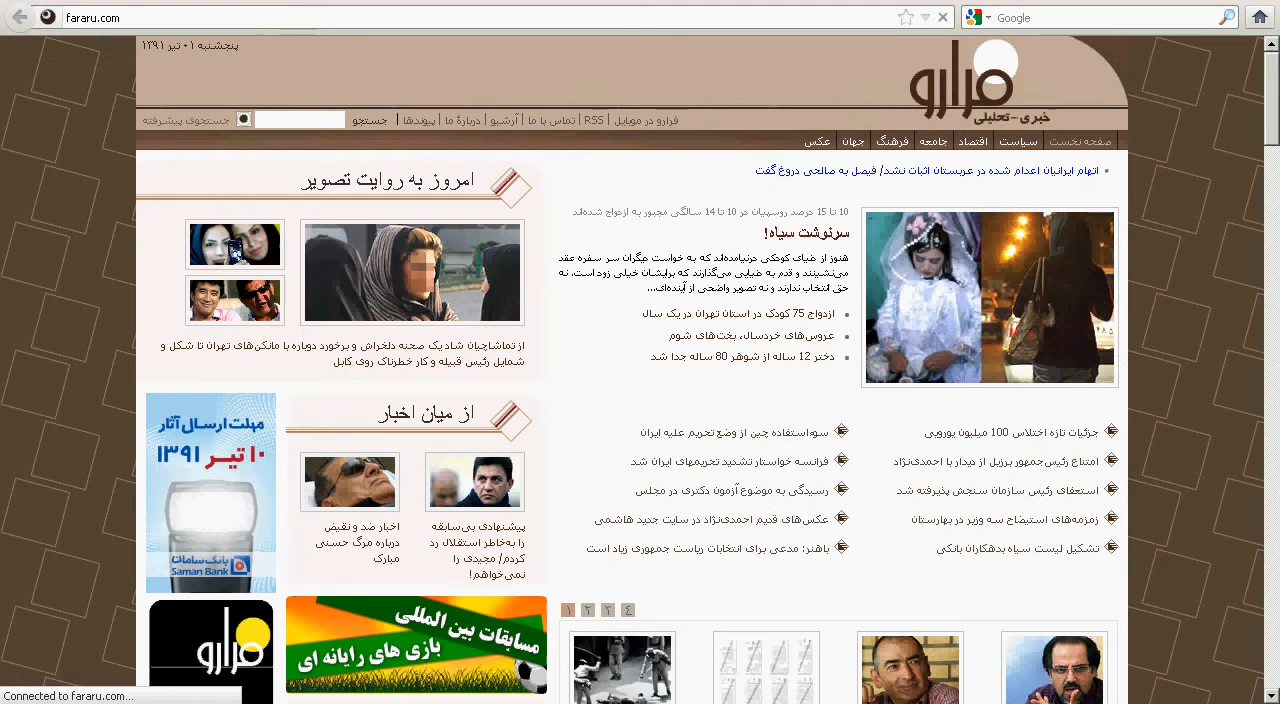 fararu.com
Google
پنجشنبه ۰۱ تیر ۱۳۹۱
فرارو
خبری-تحلیلی
فرارو در موبایل | RSS | تماس با ما | آرشیو | دربارهٔ ما | پیوندها | جستجو
جستجوی پیشرفته
صفحه نخست | سیاست | اقتصاد | جامعه | فرهنگ | جهان | عکس
اتهام ایرانیان اعدام شده در عربستان اثبات نشد/ فیصل به صالحی دروغ گفت
10 تا 15 درصد روسپیان در 10 تا 14 سالگی مجبور به ازدواج شده‌اند
سرنوشت سیاه!
هنوز از دنیای کودکی درنیامده‌اند که به خواست دیگران سر سفره عقد
می‌نشینند و قدم به دنیایی می‌گذارند که برایشان خیلی زود است، نه
حق انتخاب ندارند و نه تصویر واضحی از آینده‌ای...
ازدواج 75 کودک در استان تهران در یک سال
عروس‌های خردسال، بخت‌های شوم
دختر 12 ساله از شوهر 80 ساله جدا شد
جزئیات تازه اختلاس 100 میلیون یورویی
امتناع رئیس‌جمهور برزیل از دیدار با احمدی‌نژاد
استعفای رئیس سازمان سنجش پذیرفته شد
زمزمه‌های استیضاح سه وزیر در بهارستان
تشکیل لیست سیاه بدهکاران بانکی
سوءاستفاده چین از وضع تحریم علیه ایران
فرانسه خواستار تشدید تحریمهای ایران شد
رسیدگی به موضوع آزمون دکتری در مجلس
عکس‌های قدیم احمدی‌نژاد در سایت جدید هاشمی
باهنر: مدعی برای انتخابات ریاست جمهوری زیاد است
۱ ۲ ۳ ۴
امروز به روایت تصویر
از تماشاچیان شاد یک صحنه دلخراش و برخورد دوباره با مانکن‌های تهران تا شکل و
شمایل رئیس قبیله و کار خطرناک روی کابل
از میان اخبار
پیشنهادی بی‌سابقه
را به‌خاطر استقلال رد
کردم/ مجیدی را
نمی‌خواهم!
اخبار ضد و نقیض
درباره مرگ حسنی
مبارک
مهلت ارسال آثار
۱۰ تیر ۱۳۹۱
بانک سامان
Saman Bank
فرارو
مسابقات بین المللی
بازی های رایانه ای
Connected to fararu.com...